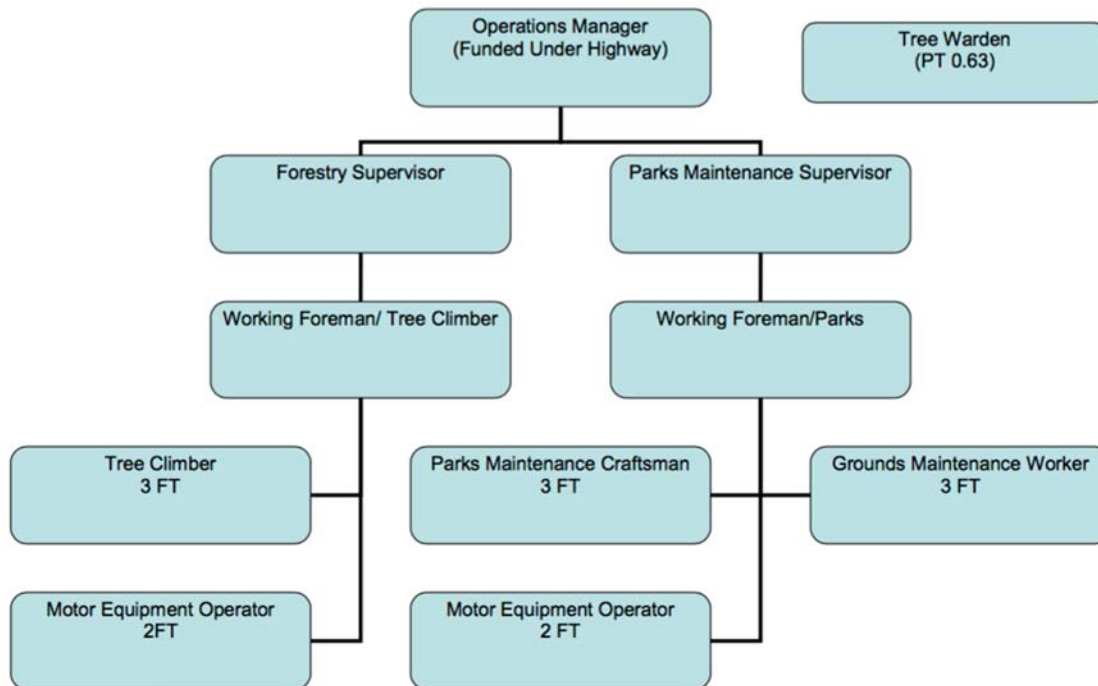 Operations Manager
(Funded Under Highway)
Tree Warden
(PT 0.63)
Forestry Supervisor
Parks Maintenance Supervisor
Working Foreman/ Tree Climber
Working Foreman/Parks
Tree Climber
3 FT
Parks Maintenance Craftsman
3 FT
Grounds Maintenance Worker
3 FT
Motor Equipment Operator
2FT
Motor Equipment Operator
2 FT